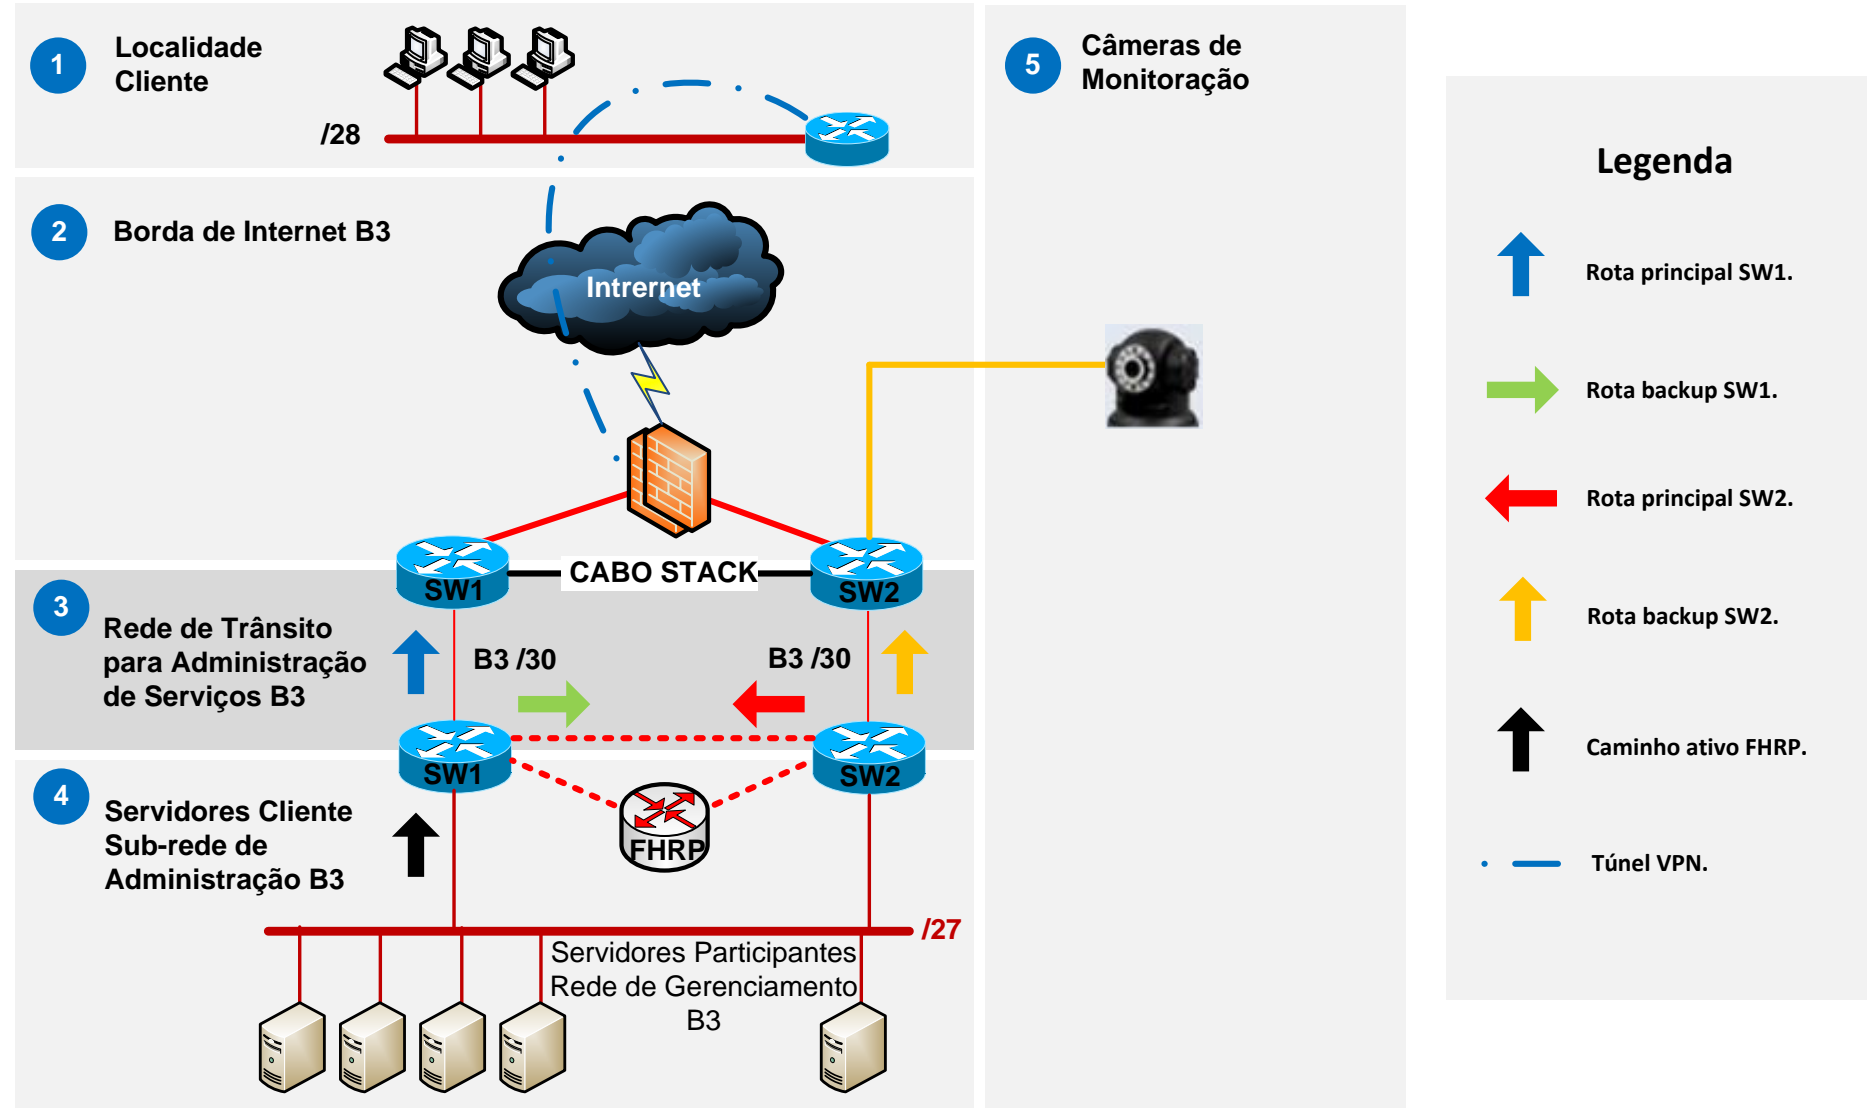 1
Localidade
Cliente
/28
2
Borda de Internet B3
Intrernet
CABO STACK
SW1
SW2
3
Rede de Trânsito
para Administração
de Serviços B3
B3 /30
B3 /30
SW1
SW2
FHRP
4
Servidores Cliente
Sub-rede de
Administração B3
/27
Servidores Participantes
Rede de Gerenciamento
B3
5
Câmeras de
Monitoração
Legenda
Rota principal SW1.
Rota backup SW1.
Rota principal SW2.
Rota backup SW2.
Caminho ativo FHRP.
Túnel VPN.